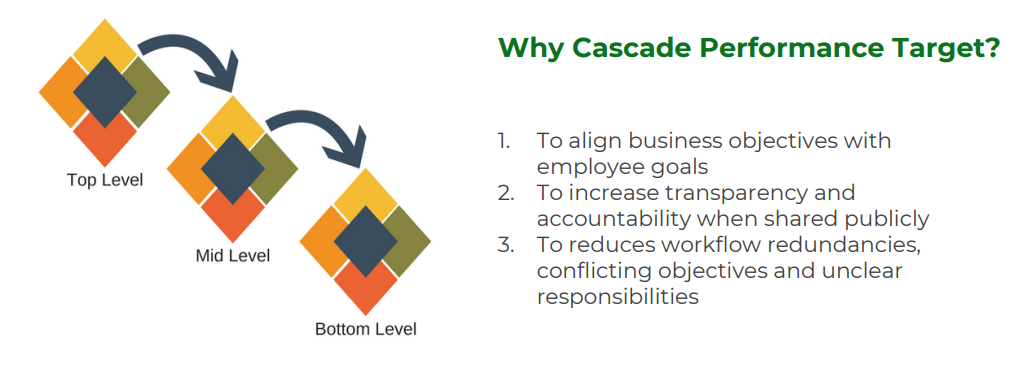 Why Cascade Performance Target?
Top Level
Mid Level
Bottom Level
1. To align business objectives with
employee goals
2. To increase transparency and
accountability when shared publicly
3. To reduces workflow redundancies,
conflicting objectives and unclear
responsibilities